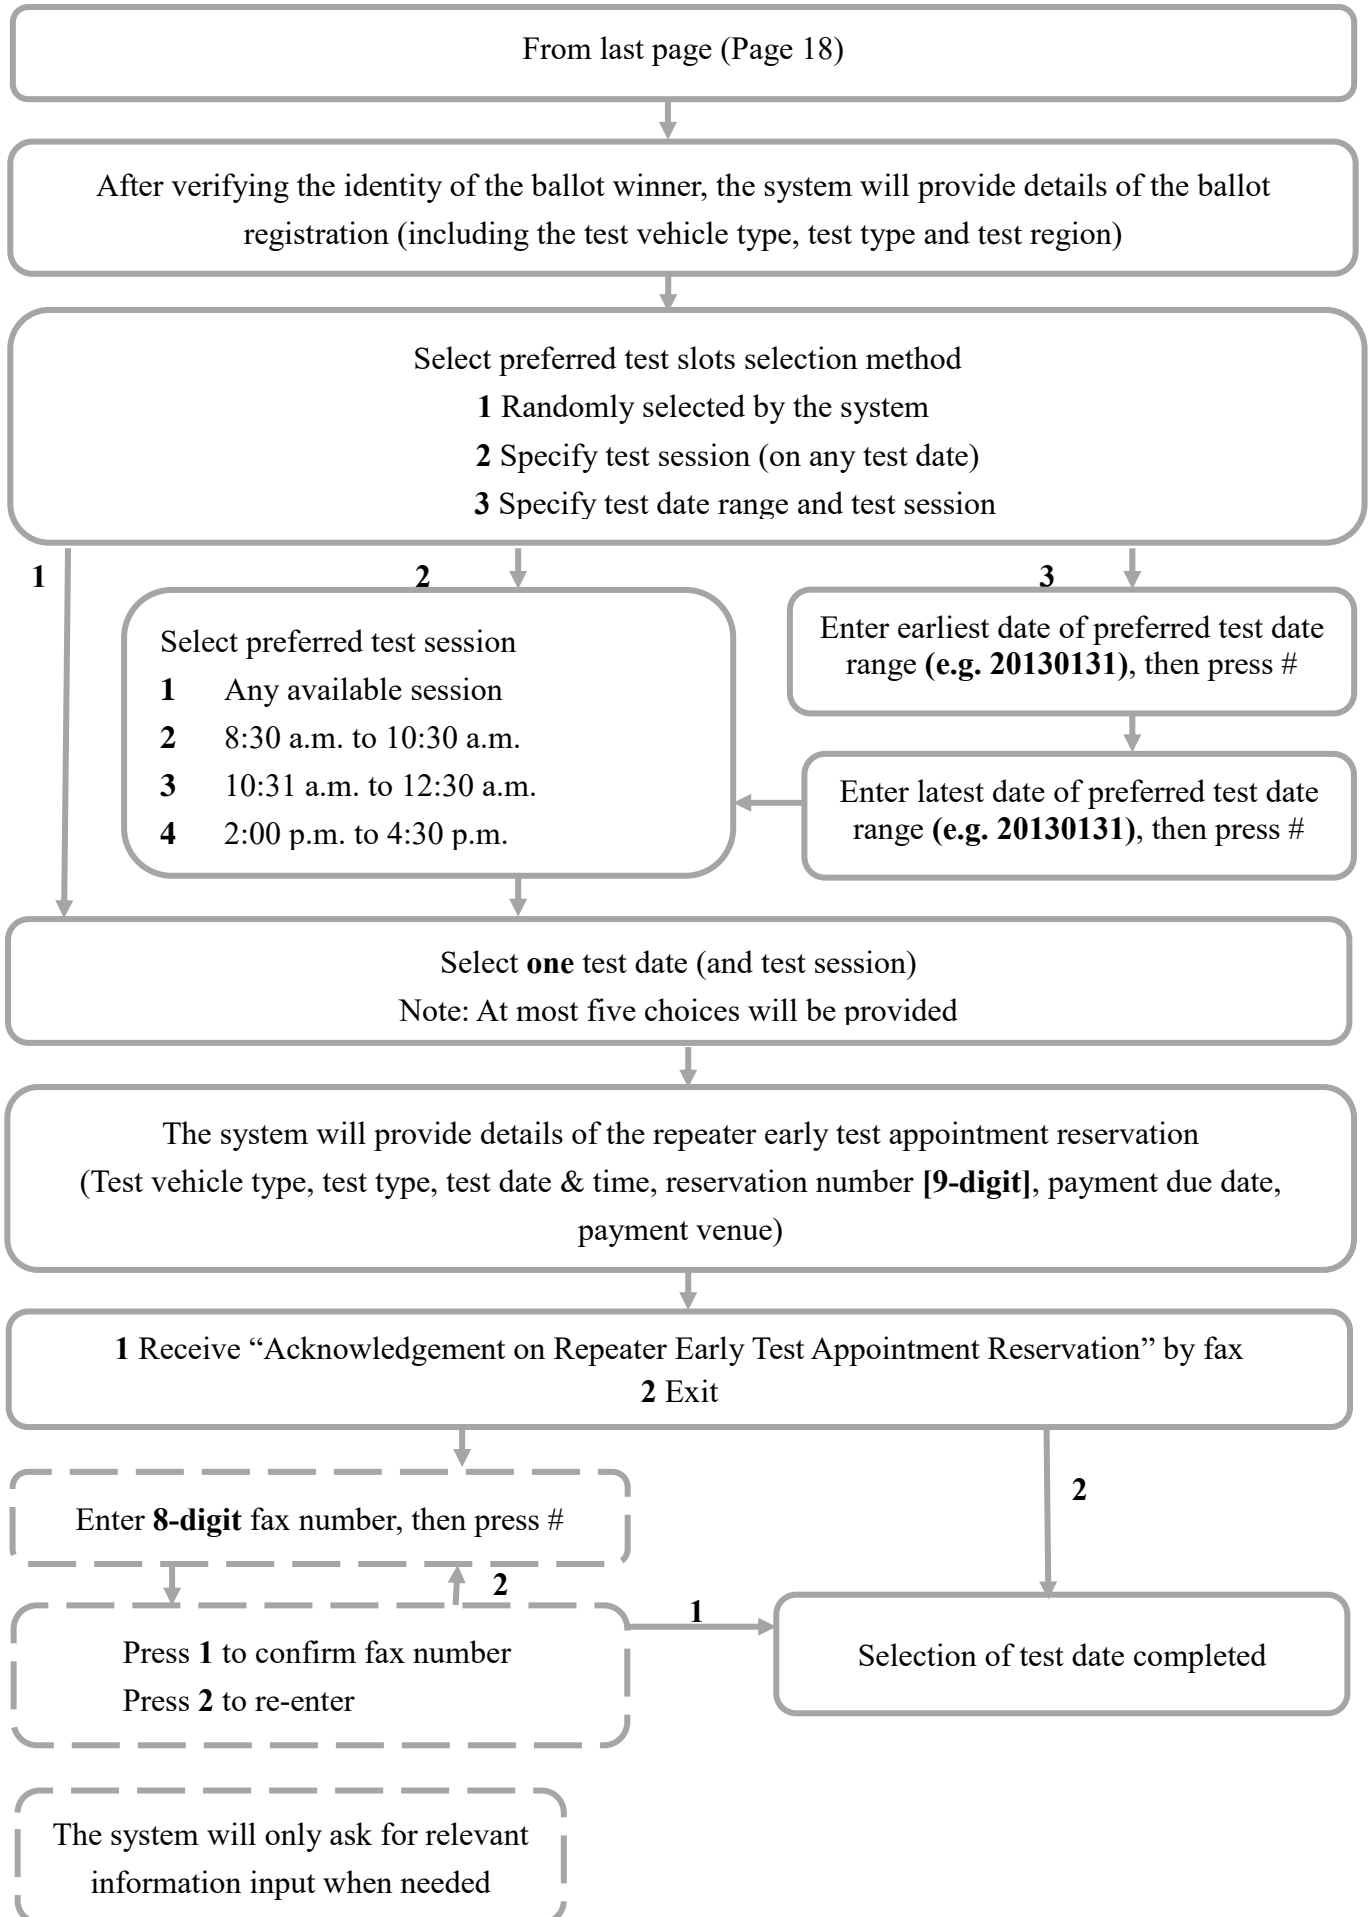 From last page (Page 18)
After verifying the identity of the ballot winner, the system will provide details of the ballot
registration (including the test vehicle type, test type and test region)
Select preferred test slots selection method
1 Randomly selected by the system
2 Specify test session (on any test date)
3 Specify test date range and test session
1
2
3
Select preferred test session
1 Any available session
2 8:30 a.m. to 10:30 a.m.
3 10:31 a.m. to 12:30 a.m.
4 2:00 p.m. to 4:30 p.m.
Enter earliest date of preferred test date
range (e.g. 20130131), then press #
Enter latest date of preferred test date
range (e.g. 20130131), then press #
Select one test date (and test session)
Note: At most five choices will be provided
The system will provide details of the repeater early test appointment reservation
(Test vehicle type, test type, test date & time, reservation number [9-digit], payment due date,
payment venue)
1 Receive “Acknowledgement on Repeater Early Test Appointment Reservation” by fax
2 Exit
Enter 8-digit fax number, then press #
2
2
Press 1 to confirm fax number
Press 2 to re-enter
1
Selection of test date completed
The system will only ask for relevant
information input when needed